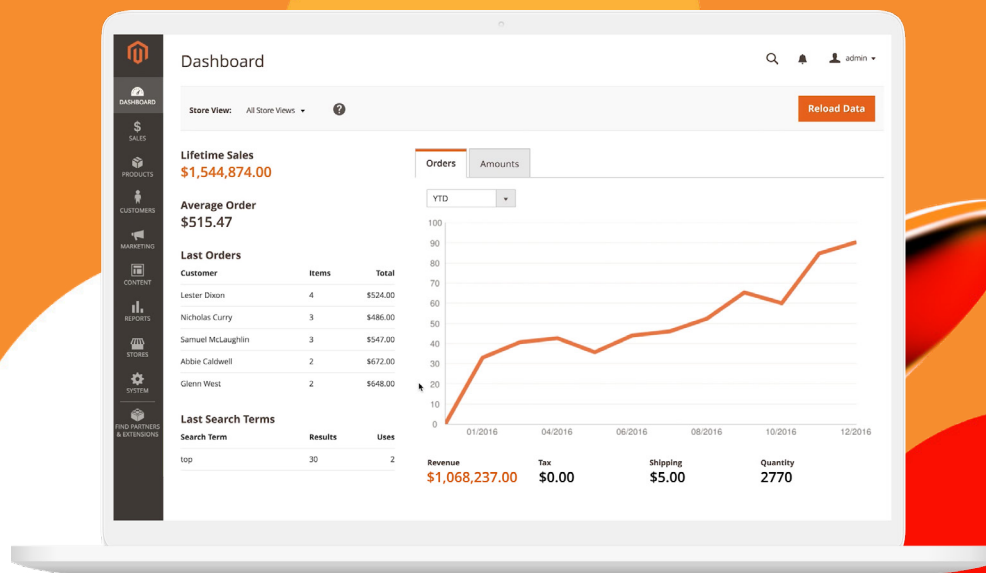 Dashboard
admin
DASHBOARD
SALES
PRODUCTS
CUSTOMERS
MARKETING
CONTENT
REPORTS
STORES
SYSTEM
FIND PARTNERS
& EXTENSIONS
Store View: All Store Views ?
Reload Data
Lifetime Sales
$1,544,874.00
Average Order
$515.47
Last Orders
Customer Items Total
Lester Dixon 4 $524.00
Nicholas Curry 3 $486.00
Samuel McLaughlin 3 $547.00
Abbie Caldwell 2 $672.00
Glenn West 2 $648.00
Last Search Terms
Search Term Results Uses
top 30 2
Orders Amounts
YTD
100
90
80
70
60
50
40
30
20
10
0
01/2016 04/2016 06/2016 08/2016 10/2016 12/2016
Revenue Tax Shipping Quantity
$1,068,237.00 $0.00 $5.00 2770